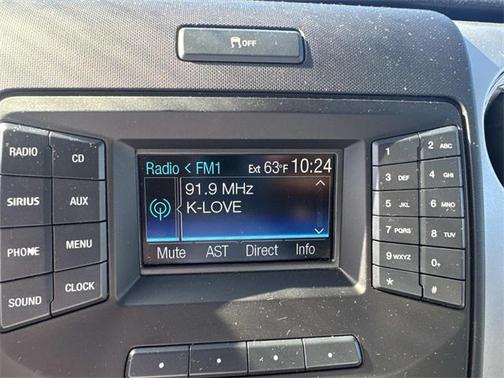 OFF
RADIO CD
SIRIUS AUX
PHONE MENU
SOUND CLOCK
Radio < FM1 Ext 63°F 10:24
91.9 MHz
K-LOVE
Mute AST Direct Info
1 2 ABC
3 DEF 4 GHI
5 JKL 6 MNO
7 PQRS 8 TUV
9 WXYZ 0+
* #